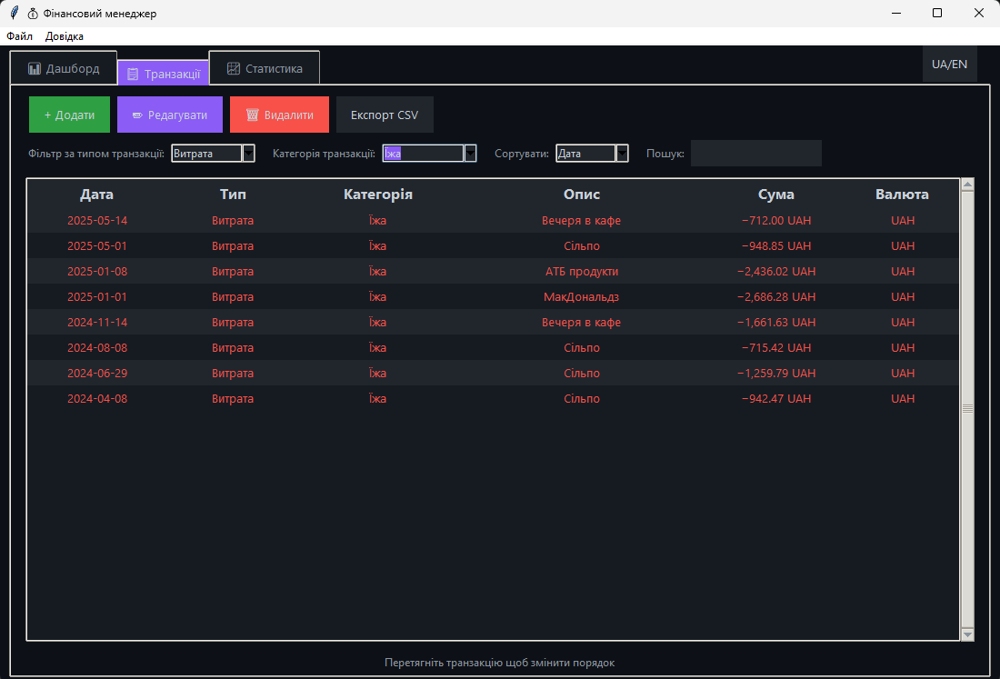 Фінансовий менеджер
Файл Довідка
Дашборд Транзакції Статистика UA/EN
+ Додати Редагувати Видалити Експорт CSV
Фільтр за типом транзакції: Витрата Категорія транзакції: Їжа Сортувати: Дата Пошук:
Дата Тип Категорія Опис Сума Валюта
2025-05-14 Витрата Їжа Вечеря в кафе −712.00 UAH UAH
2025-05-01 Витрата Їжа Сільпо −948.85 UAH UAH
2025-01-08 Витрата Їжа АТБ продукти −2,436.02 UAH UAH
2025-01-01 Витрата Їжа МакДональдз −2,686.28 UAH UAH
2024-11-14 Витрата Їжа Вечеря в кафе −1,661.63 UAH UAH
2024-08-08 Витрата Їжа Сільпо −715.42 UAH UAH
2024-06-29 Витрата Їжа Сільпо −1,259.79 UAH UAH
2024-04-08 Витрата Їжа Сільпо −942.47 UAH UAH
Перетягніть транзакцію щоб змінити порядок